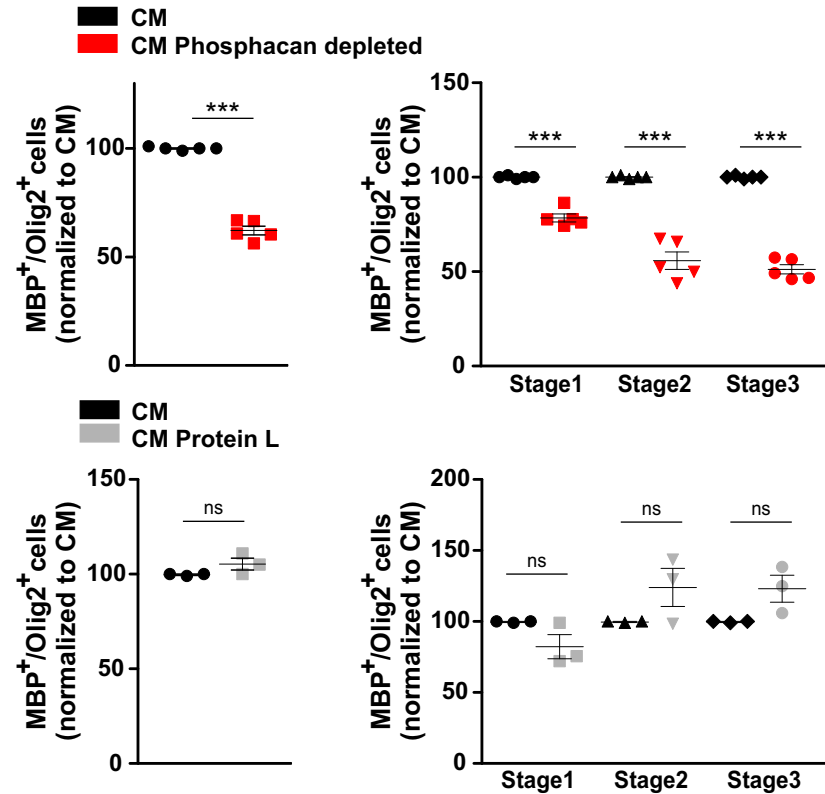 CM
CM Phosphacan depleted
MBP⁺/Olig2⁺ cells
(normalized to CM)
100
50
0
***
MBP⁺/Olig2⁺ cells
(normalized to CM)
150
100
50
0
*** *** ***
Stage1 Stage2 Stage3
CM
CM Protein L
MBP⁺/Olig2⁺ cells
(normalized to CM)
150
100
50
0
ns
MBP⁺/Olig2⁺ cells
(normalized to CM)
200
150
100
50
0
ns ns ns
Stage1 Stage2 Stage3